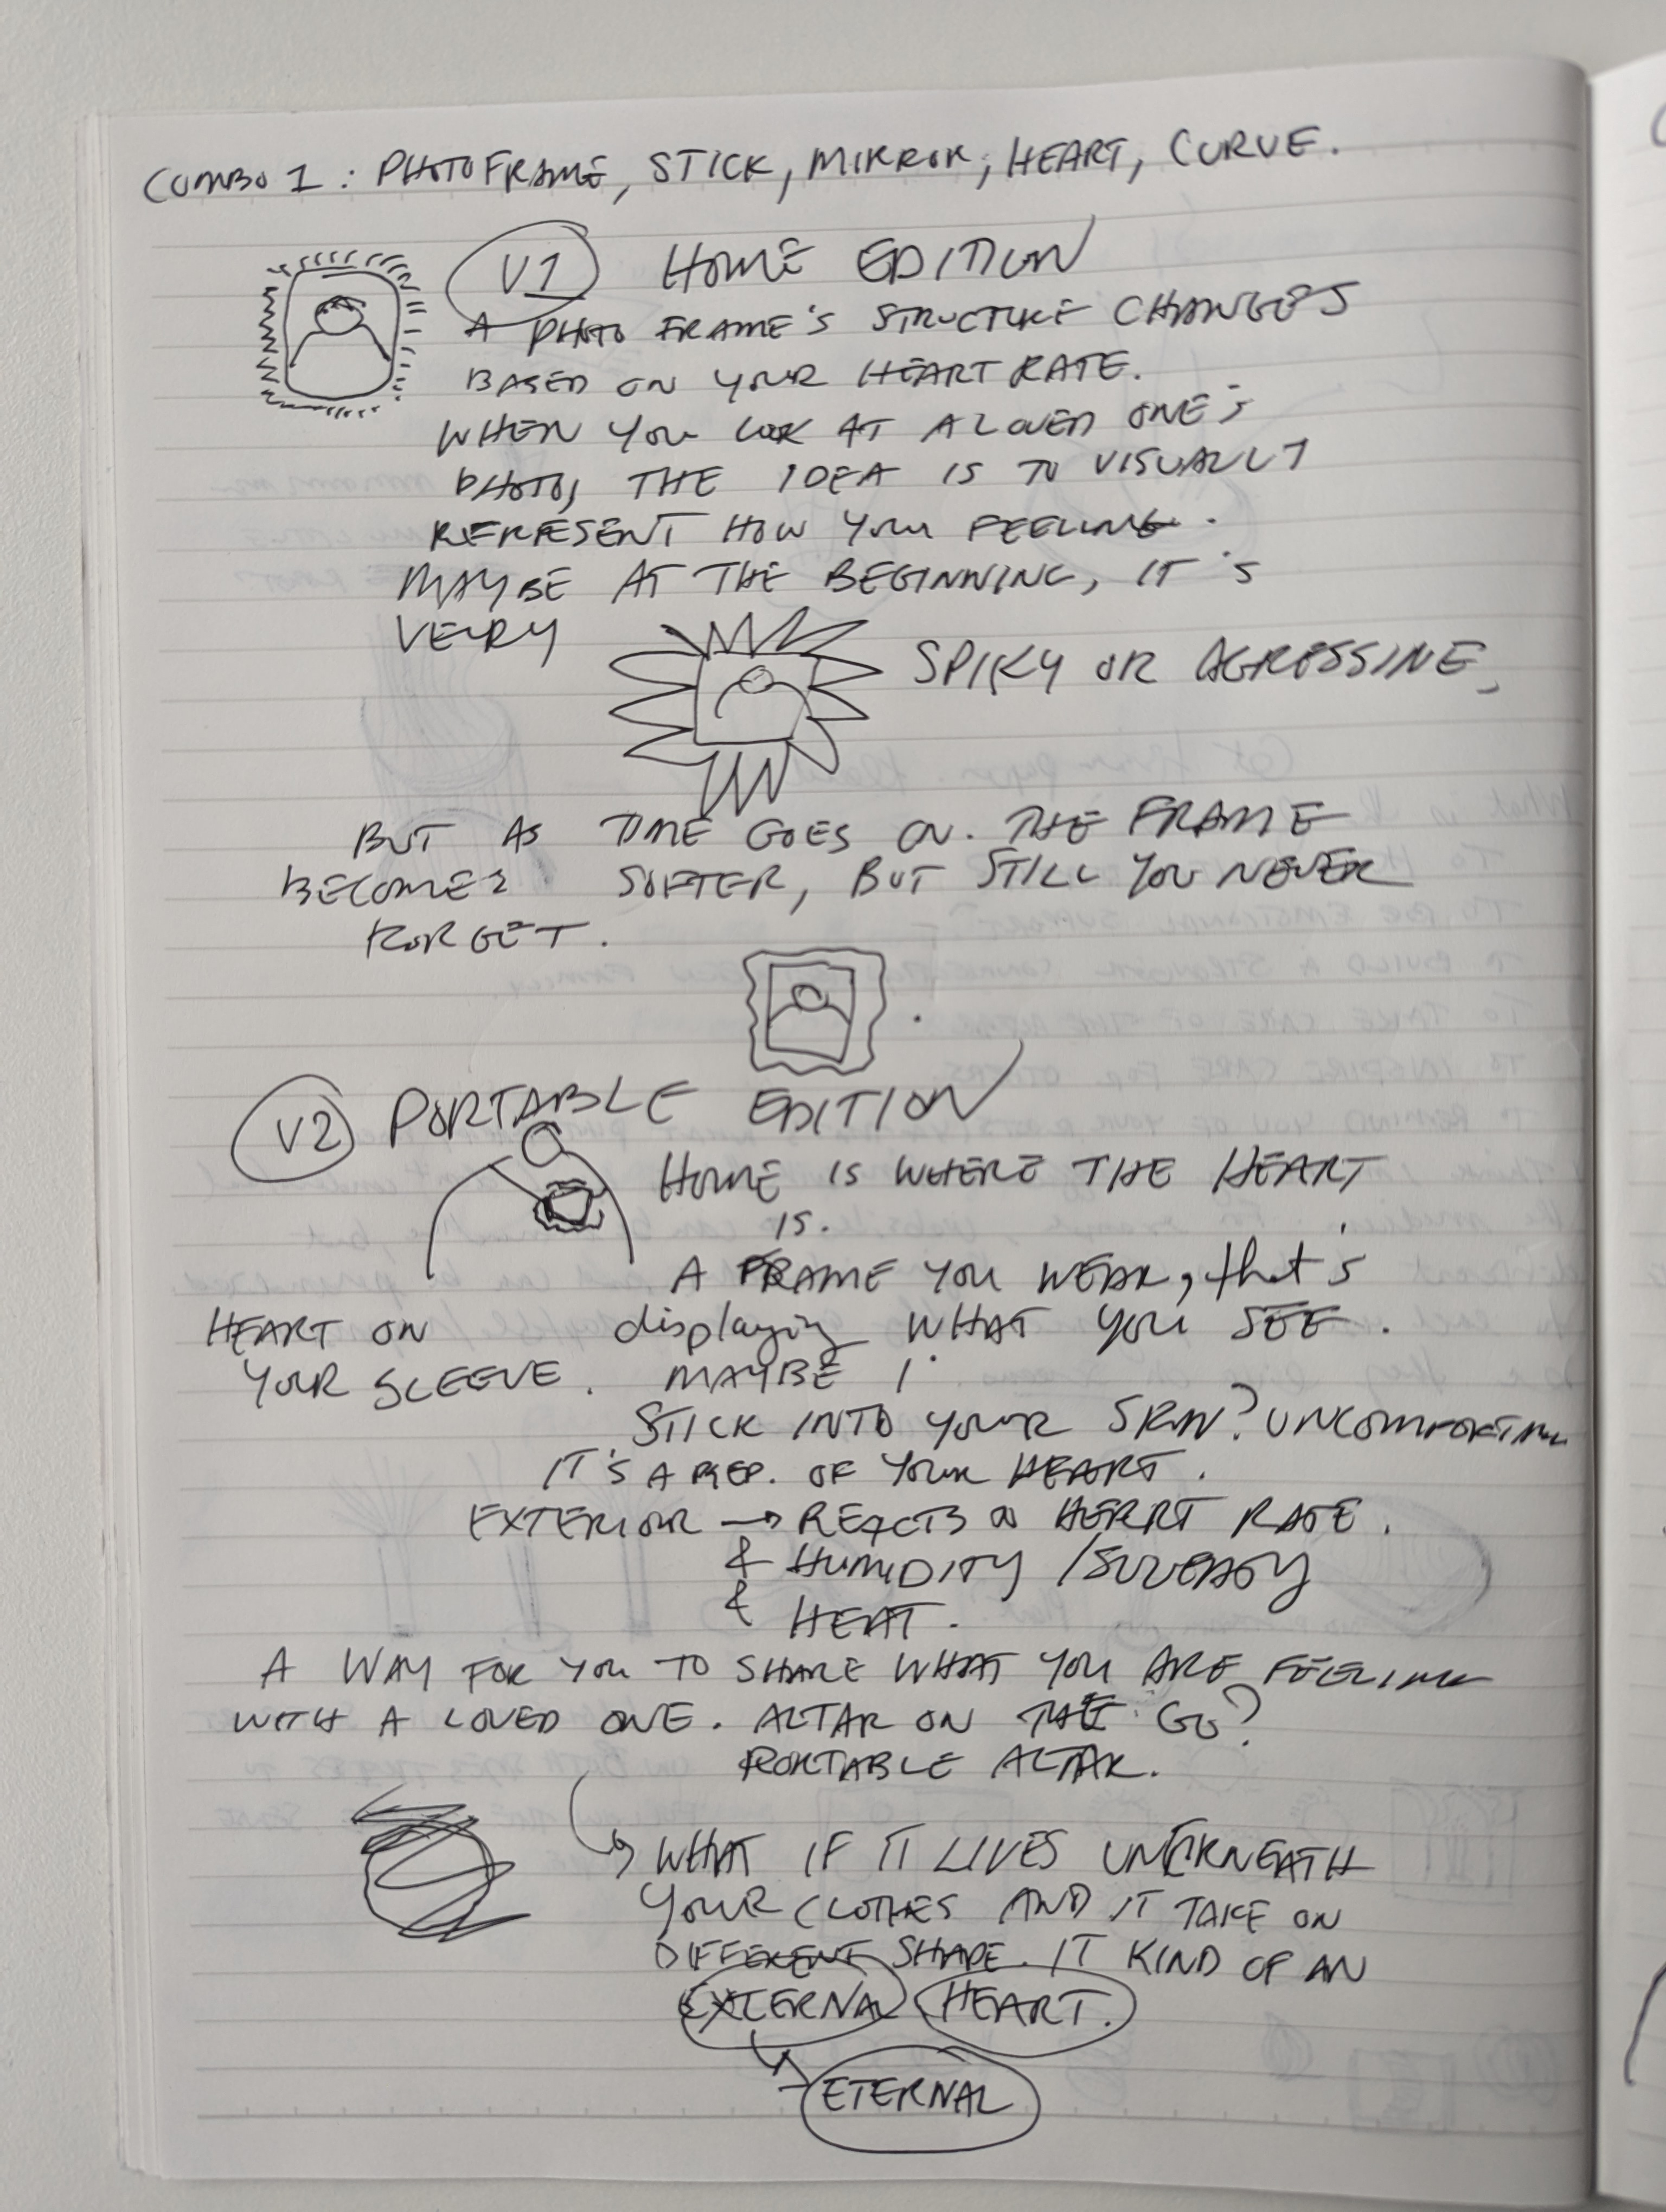 COMBO 1: PHOTOFRAME, STICK, MIRROR, HEART, CURVE.
V1 HOME EDITION
A PHOTO FRAME'S STRUCTURE CHANGES
BASED ON YOUR HEART RATE.
WHEN YOU LOOK AT A LOVED ONE'S
PHOTO, THE IDEA IS TO VISUALLY
REPRESENT HOW YOU FEELING.
MAYBE AT THE BEGINNING, IT'S
VERY
SPIKY OR AGRESSIVE,
BUT AS TIME GOES ON. THE FRAME
BECOMES SOFTER, BUT STILL YOU NEVER
FORGET.
V2 PORTABLE EDITION
HOME IS WHERE THE HEART
IS.
A FRAME YOU WEAR, that's
displaying WHAT YOU SEE.
HEART ON
YOUR SLEEVE.
MAYBE I
STICK INTO YOUR SKIN? UNCOMFORTABLE
IT'S A REP. OF YOUR HEART.
EXTERIOR → REACTS HEART RATE.
& HUMIDITY / SWEATY
& HEAT.
A WAY FOR YOU TO SHARE WHAT YOU ARE FEELING
WITH A LOVED ONE. ALTAR ON THE GO?
PORTABLE ALTAR.
WHAT IF IT LIVES UNDERNEATH
YOUR CLOTHES AND IT TAKE ON
DIFFERENT SHAPE. IT KIND OF AN
EXTERNAL HEART.
ETERNAL